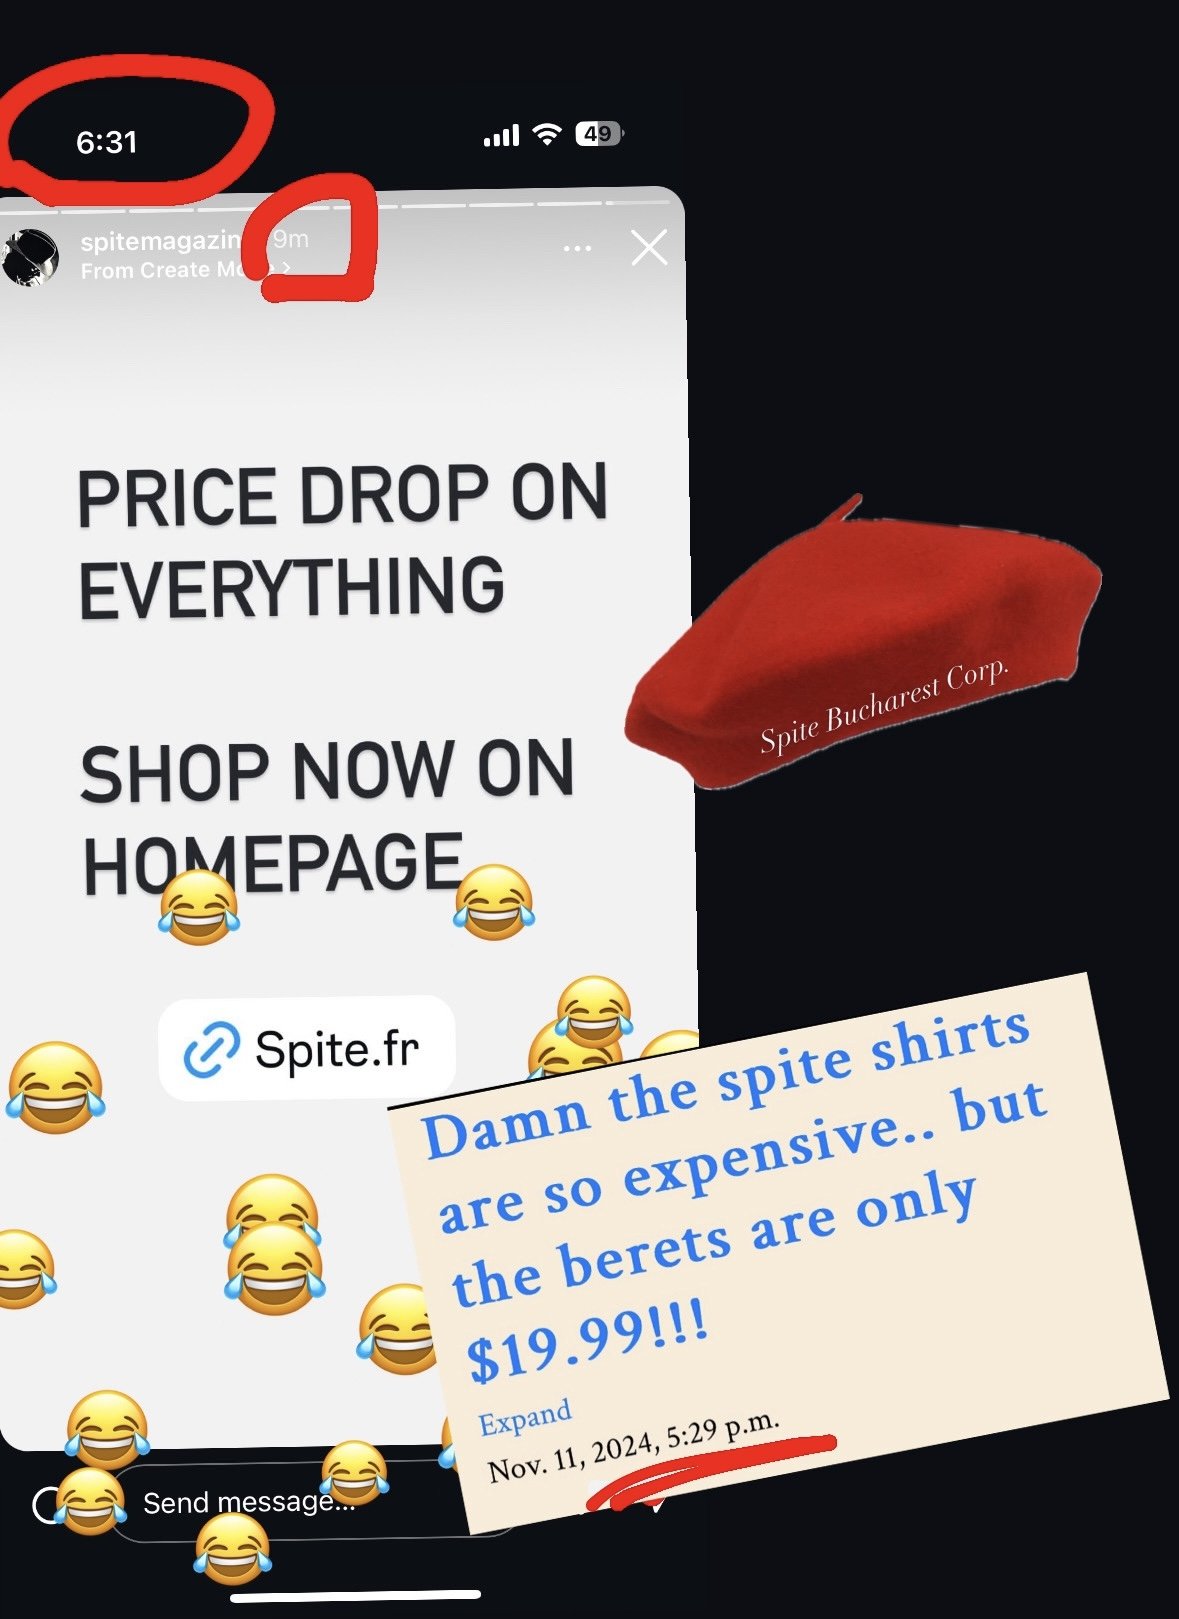 6:31
49
spitemagazin 9m
From Create Mo >
PRICE DROP ON
EVERYTHING
SHOP NOW ON
HOMEPAGE
Spite.fr
Spite Bucharest Corp.
Damn the spite shirts
are so expensive.. but
the berets are only
$19.99!!!
Expand
Nov. 11, 2024, 5:29 p.m.
Send message...